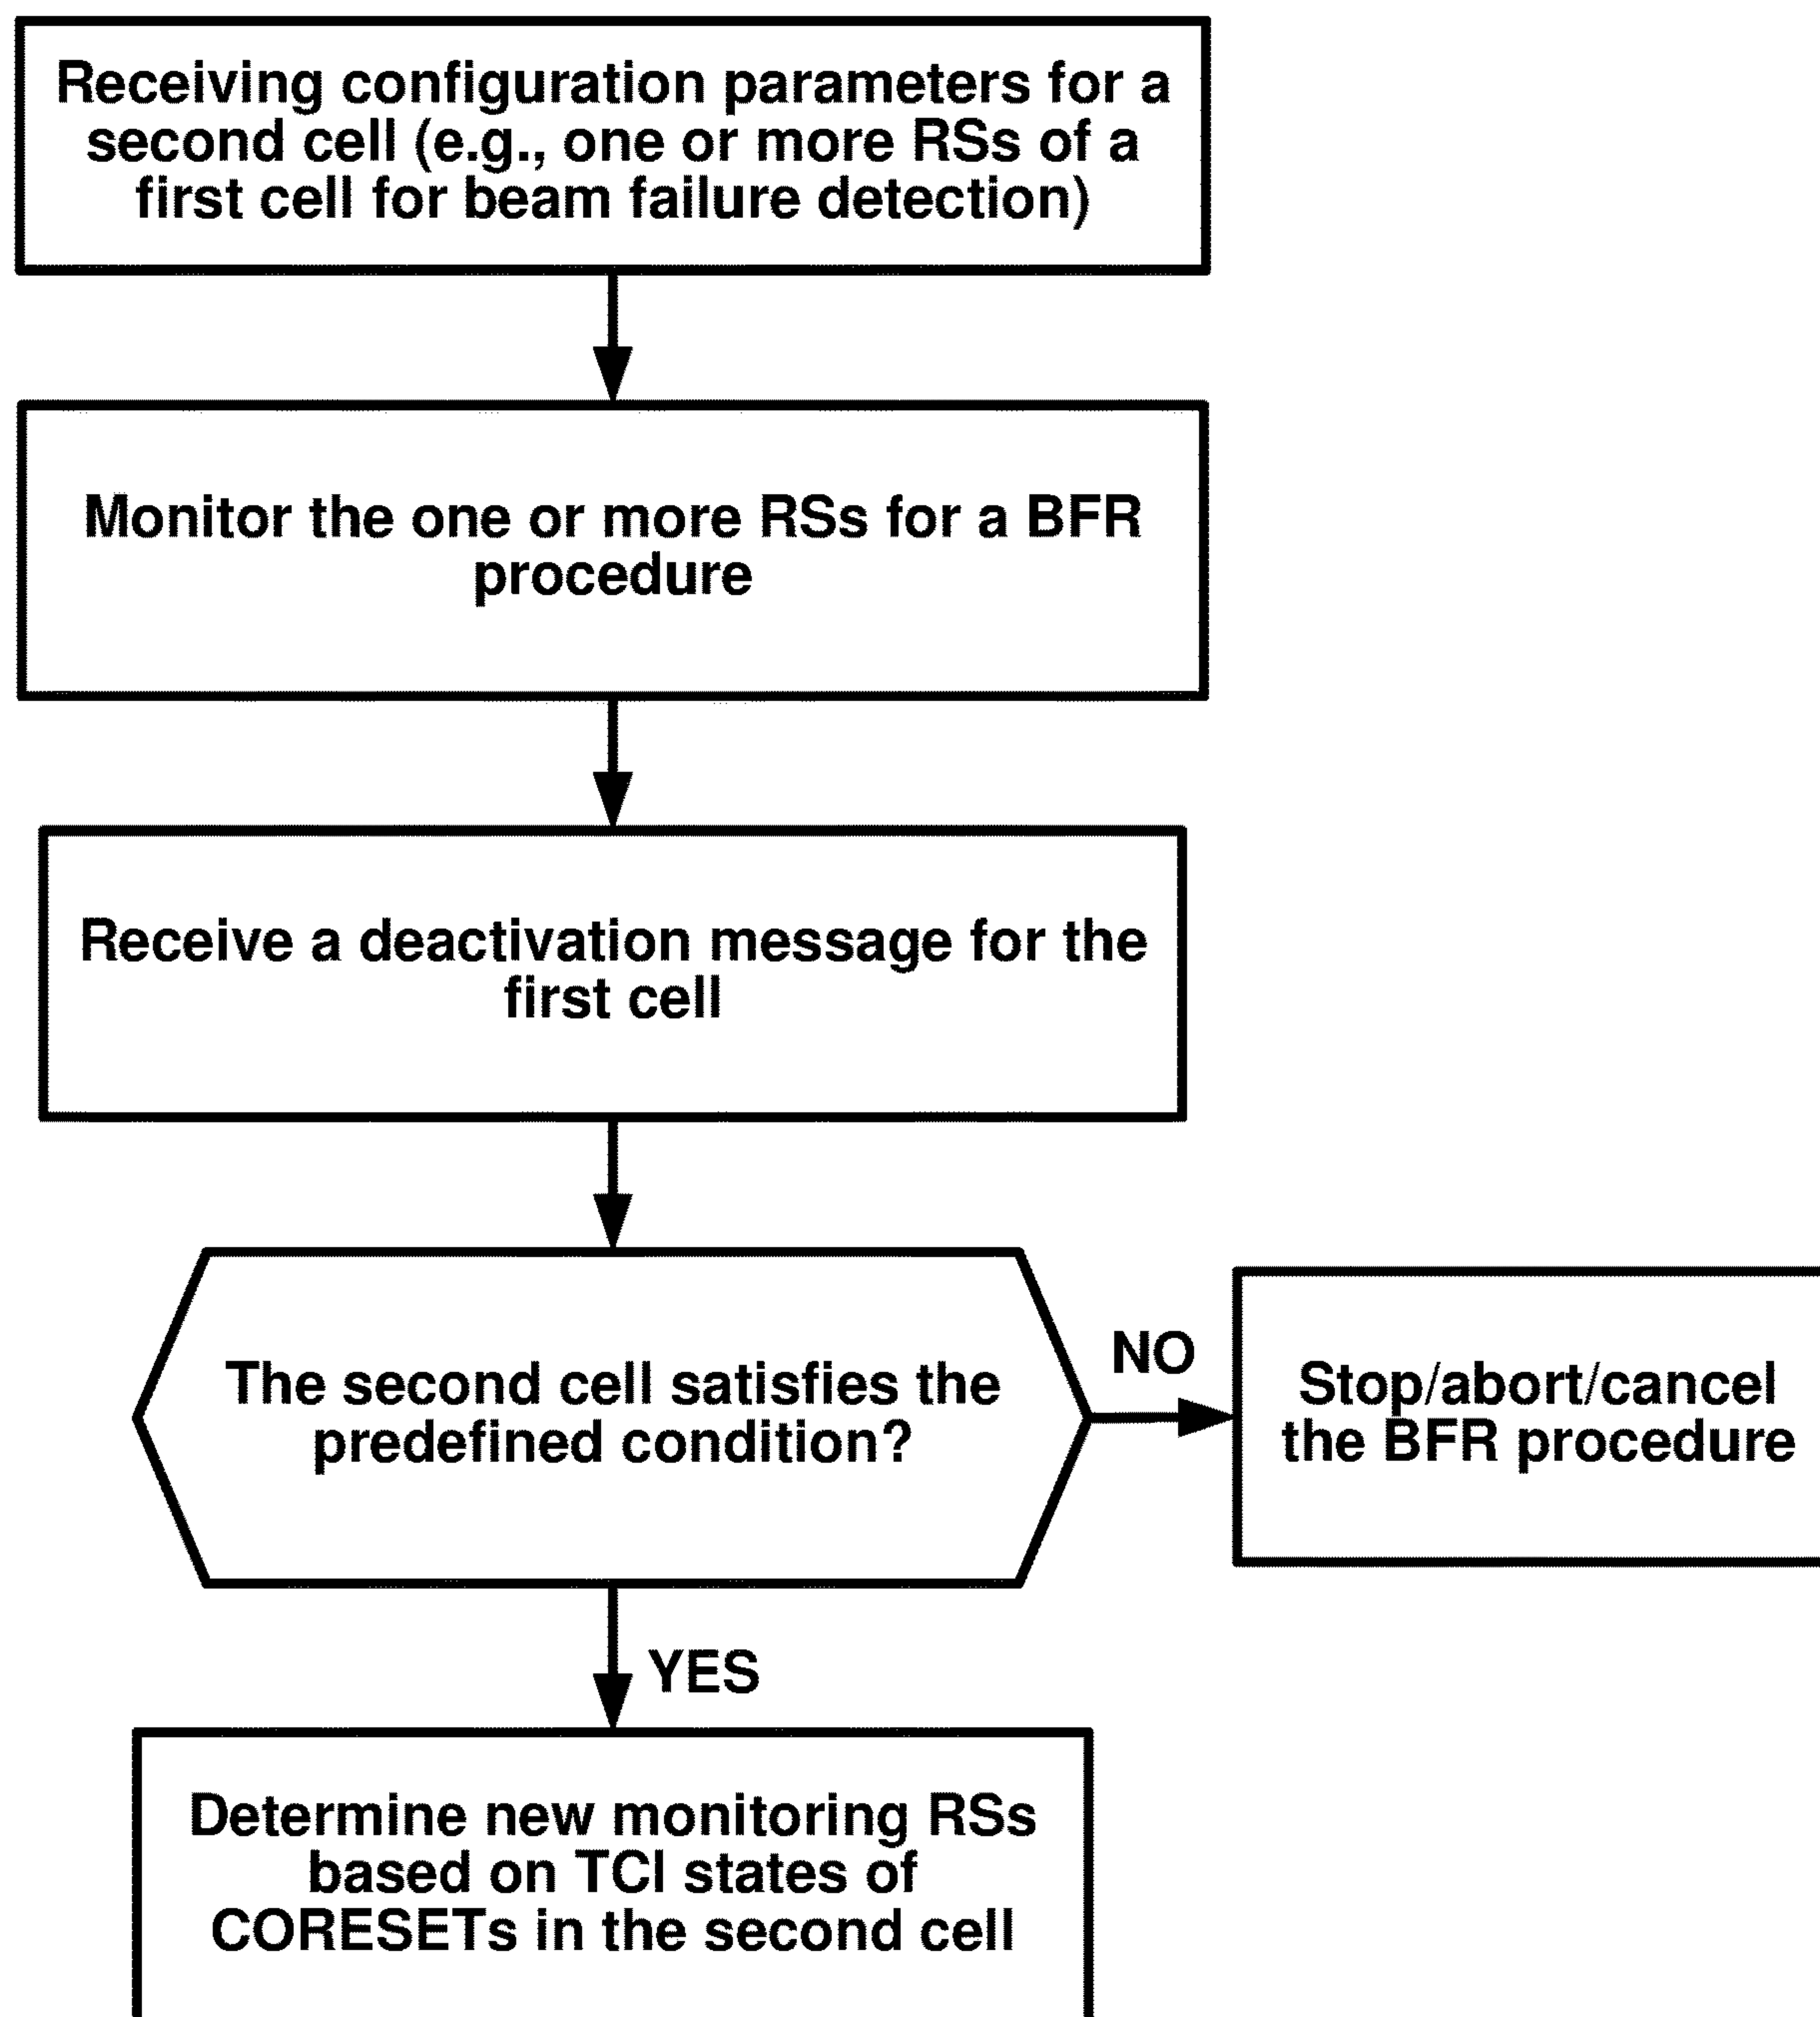 Receiving configuration parameters for a
second cell (e.g., one or more RSs of a
first cell for beam failure detection)
Monitor the one or more RSs for a BFR
procedure
Receive a deactivation message for the
first cell
The second cell satisfies the
predefined condition?
NO
Stop/abort/cancel
the BFR procedure
YES
Determine new monitoring RSs
based on TCI states of
CORESETs in the second cell